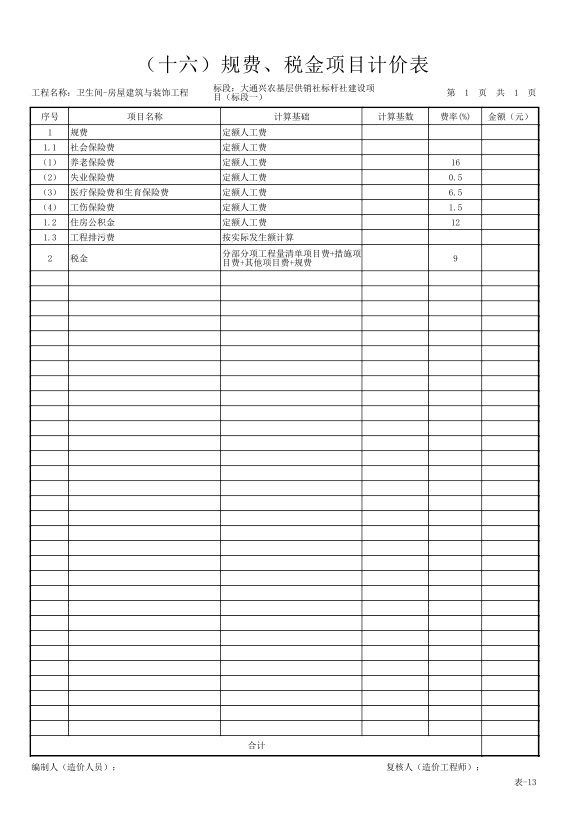 （十六）规费、税金项目计价表
工程名称：卫生间-房屋建筑与装饰工程
标段：大通兴农基层供销社标杆社建设项
目（标段一）
第 1 页 共 1 页
序号 项目名称 计算基础 计算基数 费率(%) 金额（元）
1 规费 定额人工费
1.1 社会保险费 定额人工费
(1) 养老保险费 定额人工费 16
(2) 失业保险费 定额人工费 0.5
(3) 医疗保险费和生育保险费 定额人工费 6.5
(4) 工伤保险费 定额人工费 1.5
1.2 住房公积金 定额人工费 12
1.3 工程排污费 按实际发生额计算
2 税金 分部分项工程量清单项目费+措施项
目费+其他项目费+规费 9
合计
编制人（造价人员）：
复核人（造价工程师）：
表-13